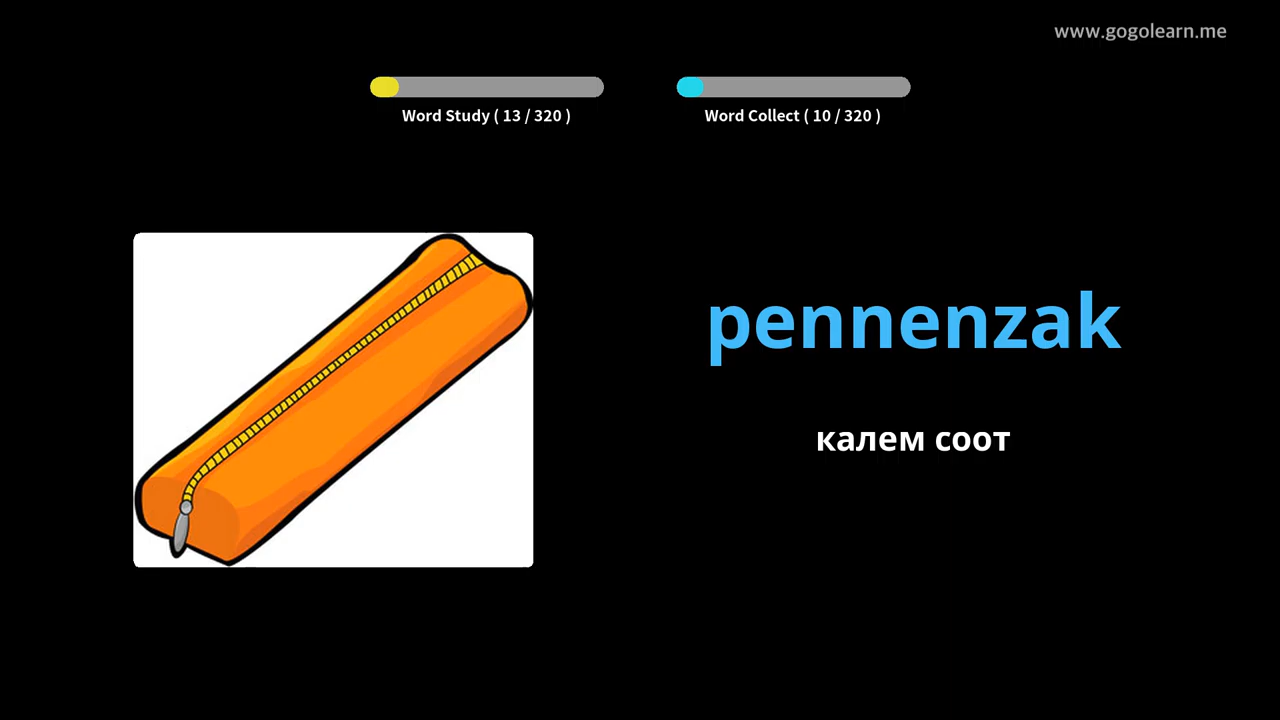 www.gogolearn.me
Word Study ( 13 / 320 )
Word Collect ( 10 / 320 )
pennenzak
калем соот